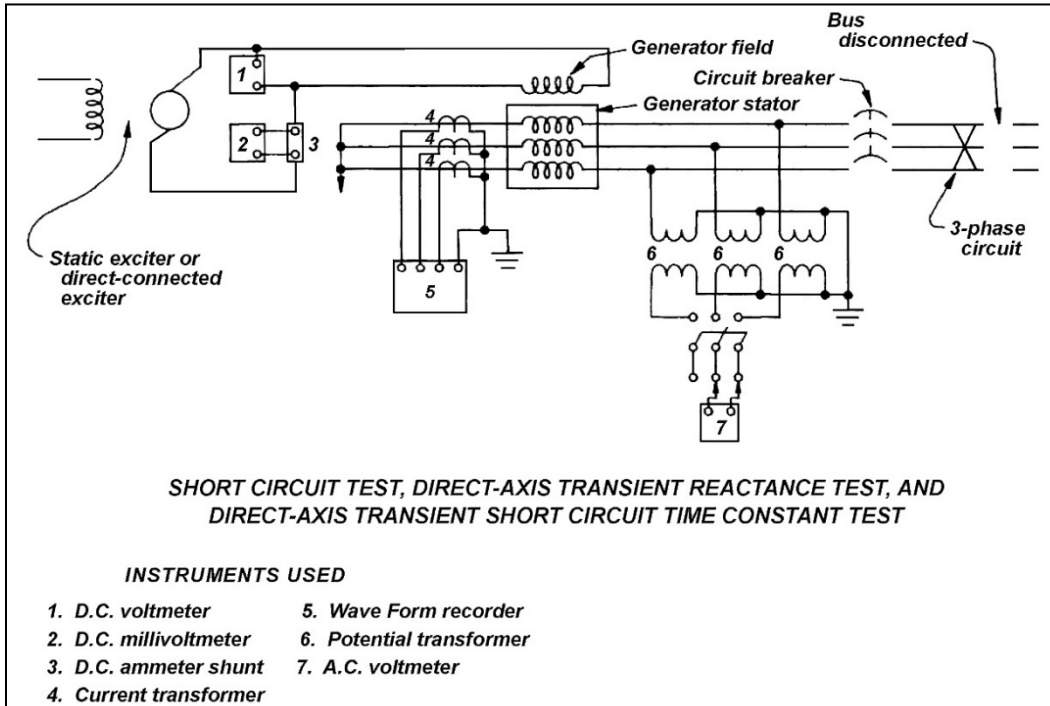 Bus
disconnected
Generator field
Circuit breaker
Generator stator
1
2
3
4
4
4
Static exciter or
direct-connected
exciter
5
6
6
6
3-phase
circuit
7
SHORT CIRCUIT TEST, DIRECT-AXIS TRANSIENT REACTANCE TEST, AND
DIRECT-AXIS TRANSIENT SHORT CIRCUIT TIME CONSTANT TEST
INSTRUMENTS USED
1. D.C. voltmeter
2. D.C. millivoltmeter
3. D.C. ammeter shunt
4. Current transformer
5. Wave Form recorder
6. Potential transformer
7. A.C. voltmeter